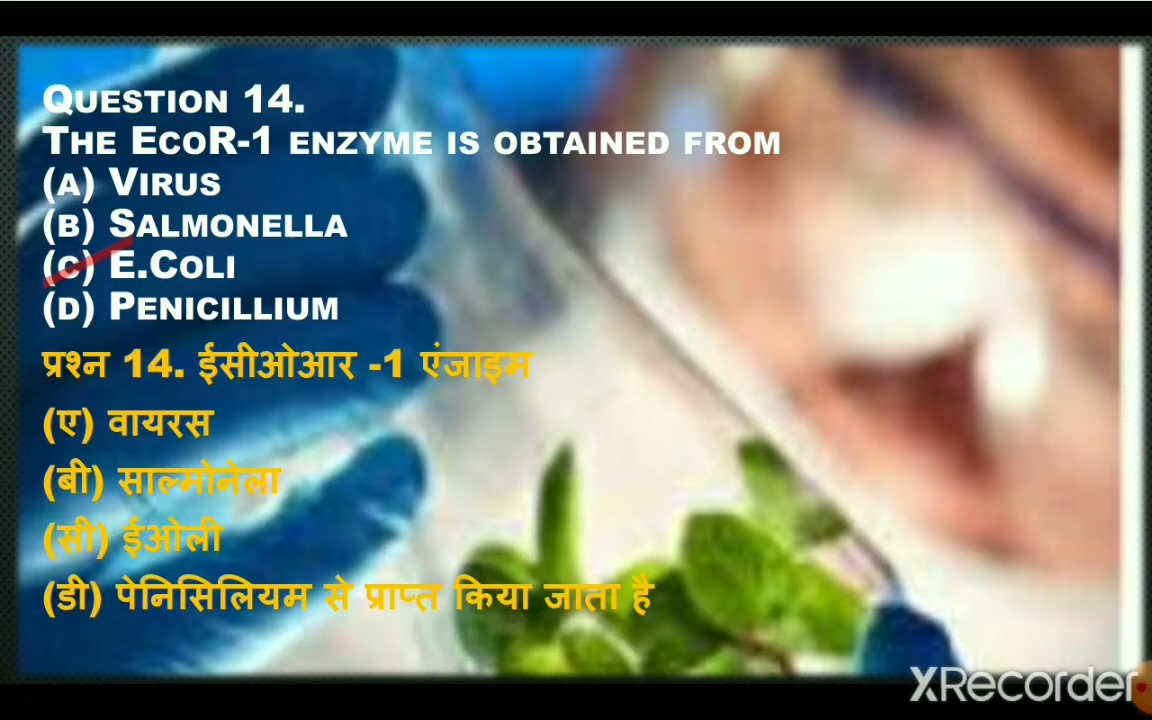 QUESTION 14.
THE ECOR-1 ENZYME IS OBTAINED FROM
(A) VIRUS
(B) SALMONELLA
(C) E.COLI
(D) PENICILLIUM
प्रश्न 14. ईसीओआर -1 एंजाइम
(ए) वायरस
(बी) साल्मोनेला
(सी) ईओली
(डी) पेनिसिलियम से प्राप्त किया जाता है
XRecorder